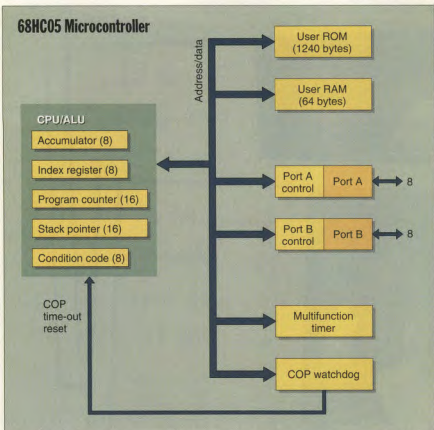 68HC05 Microcontroller
Address/data
User ROM
(1240 bytes)
User RAM
(64 bytes)
CPU/ALU
Accumulator (8)
Index register (8)
Program counter (16)
Stack pointer (16)
Condition code (8)
Port A
control
Port A
8
Port B
control
Port B
8
COP
time-out
reset
Multifunction
timer
COP watchdog